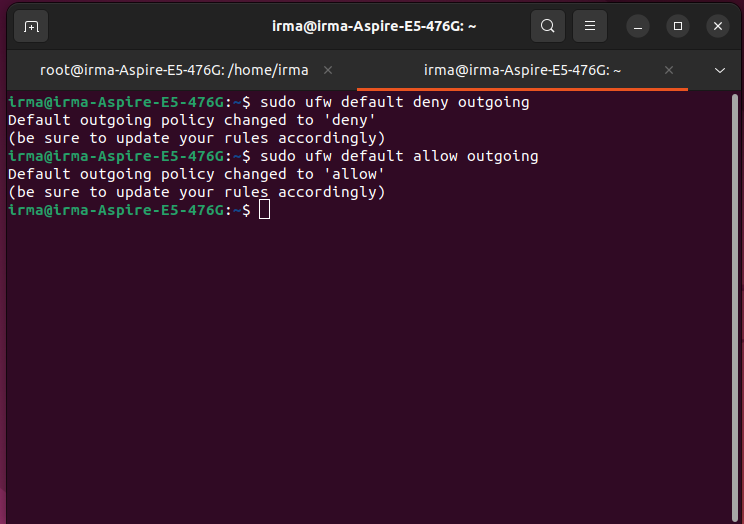 irma@irma-Aspire-E5-476G: ~
root@irma-Aspire-E5-476G: /home/irma
irma@irma-Aspire-E5-476G: ~
irma@irma-Aspire-E5-476G:~$ sudo ufw default deny outgoing
Default outgoing policy changed to 'deny'
(be sure to update your rules accordingly)
irma@irma-Aspire-E5-476G:~$ sudo ufw default allow outgoing
Default outgoing policy changed to 'allow'
(be sure to update your rules accordingly)
irma@irma-Aspire-E5-476G:~$